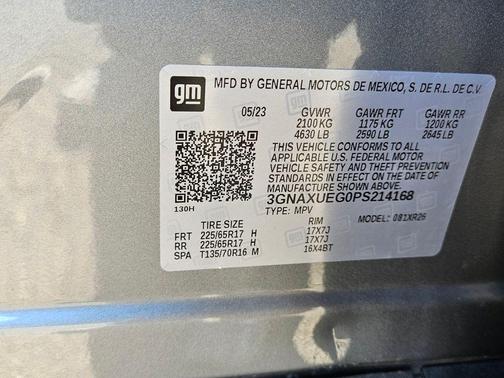 gm MFD BY GENERAL MOTORS DE MEXICO, S. DE R.L. DE C.V.
05/23 GVWR GAWR FRT GAWR RR
2100 KG 1175 KG 1200 KG
4630 LB 2590 LB 2645 LB
THIS VEHICLE CONFORMS TO ALL
APPLICABLE U.S. FEDERAL MOTOR
VEHICLE SAFETY AND THEFT PREVENTION
STANDARDS IN EFFECT ON THE DATE OF
MANUFACTURE SHOWN ABOVE.
130H 3GNAXUEG0PS214168
TYPE: MPV MODEL: 081XR26
TIRE SIZE RIM
FRT 225/65R17 H 17X7J
RR 225/65R17 H 17X7J
SPA T135/70R16 M 16X4BT